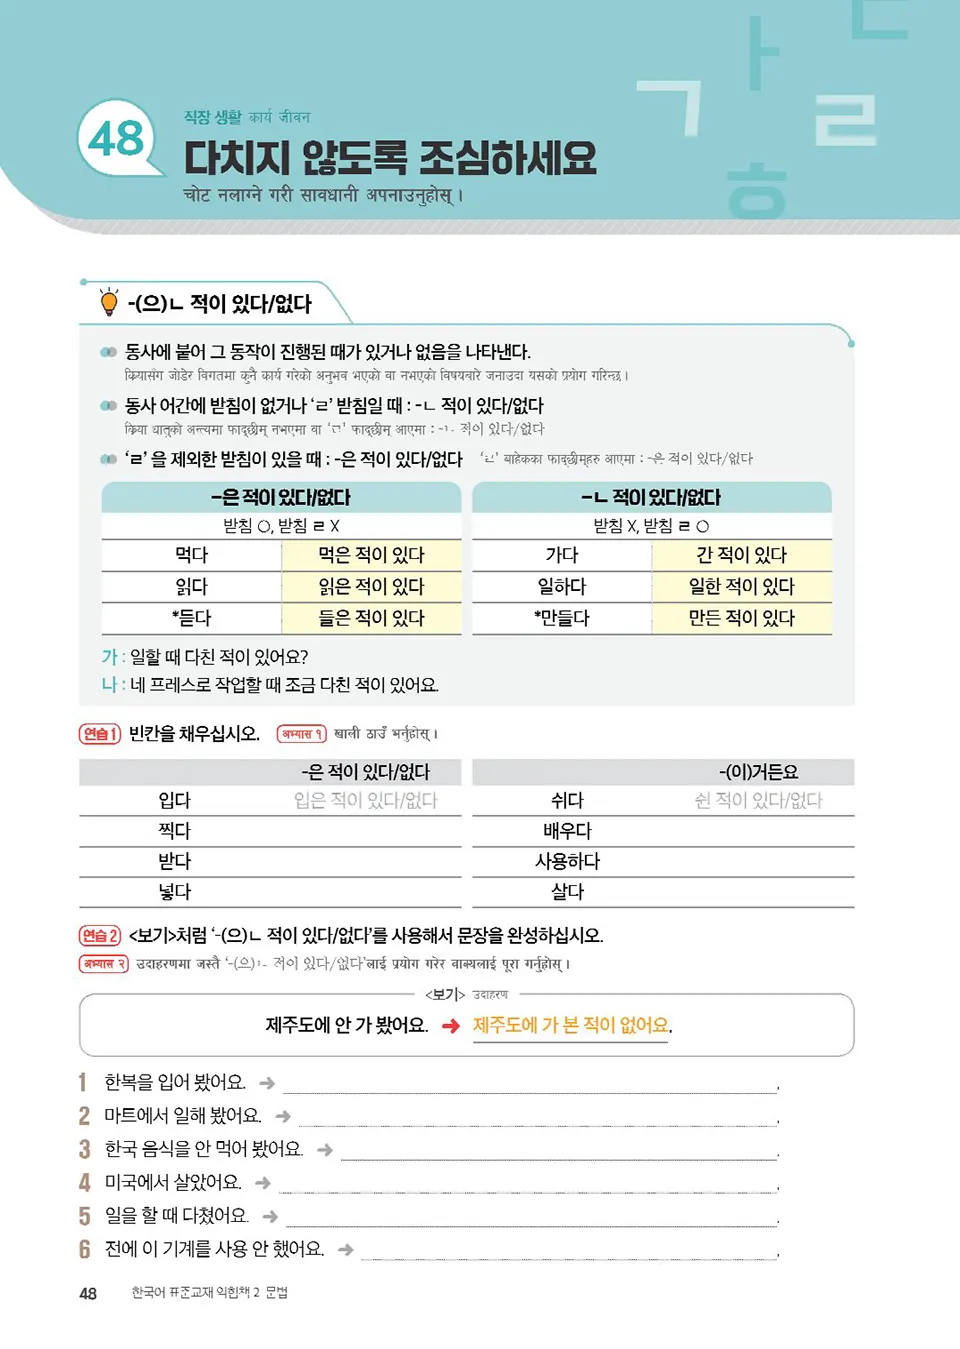 48
직장 생활 कार्य जीवन
다치지 않도록 조심하세요
चोट नलाग्ने गरी सावधानी अपनाउनुहोस् ।
-(으)ㄴ 적이 있다/없다
동사에 붙어 그 동작이 진행된 때가 있거나 없음을 나타낸다.
क्रियासँग जोडेर विगतमा कुनै कार्य गरेको अनुभव भएको वा नभएको विषयबारे जनाउदा यसको प्रयोग गरिन्छ ।
동사 어간에 받침이 없거나 ‘ㄹ’ 받침일 때 : -ㄴ 적이 있다/없다
क्रिया धातुको अन्त्यमा फाद्छीम् नभएमा वा ‘ㄹ’ फाद्छीम् आएमा : -ㄴ 적이 있다/없다
‘ㄹ’ 을 제외한 받침이 있을 때 : -은 적이 있다/없다 ‘ㄹ’ बाहेकका फाद्छीम्हरु आएमा : -은 적이 있다/없다
-은 적이 있다/없다 -ㄴ 적이 있다/없다
받침 ○, 받침 ㄹ X 받침 X, 받침 ㄹ ○
먹다 먹은 적이 있다 가다 간 적이 있다
읽다 읽은 적이 있다 일하다 일한 적이 있다
*듣다 들은 적이 있다 *만들다 만든 적이 있다
가 : 일할 때 다친 적이 있어요?
나 : 네 프레스로 작업할 때 조금 다친 적이 있어요.
연습 1 빈칸을 채우십시오. अभ्यास १ खाली ठाउँ भर्नुहोस् ।
-은 적이 있다/없다 -(이)거든요
입다 입은 적이 있다/없다 쉬다 쉰 적이 있다/없다
찍다 배우다
받다 사용하다
넣다 살다
연습 2 <보기>처럼 ‘-(으)ㄴ 적이 있다/없다’를 사용해서 문장을 완성하십시오.
अभ्यास २ उदाहरणमा जस्तै ‘-(으)ㄴ 적이 있다/없다’लाई प्रयोग गरेर वाक्यलाई पूरा गर्नुहोस् ।
<보기> उदाहरण
제주도에 안 가 봤어요. ➔ 제주도에 가 본 적이 없어요.
1 한복을 입어 봤어요. ➔ .
2 마트에서 일해 봤어요. ➔ .
3 한국 음식을 안 먹어 봤어요. ➔ .
4 미국에서 살았어요. ➔ .
5 일을 할 때 다쳤어요. ➔ .
6 전에 이 기계를 사용 안 했어요. ➔ .
48 한국어 표준교재 익힘책 2 문법